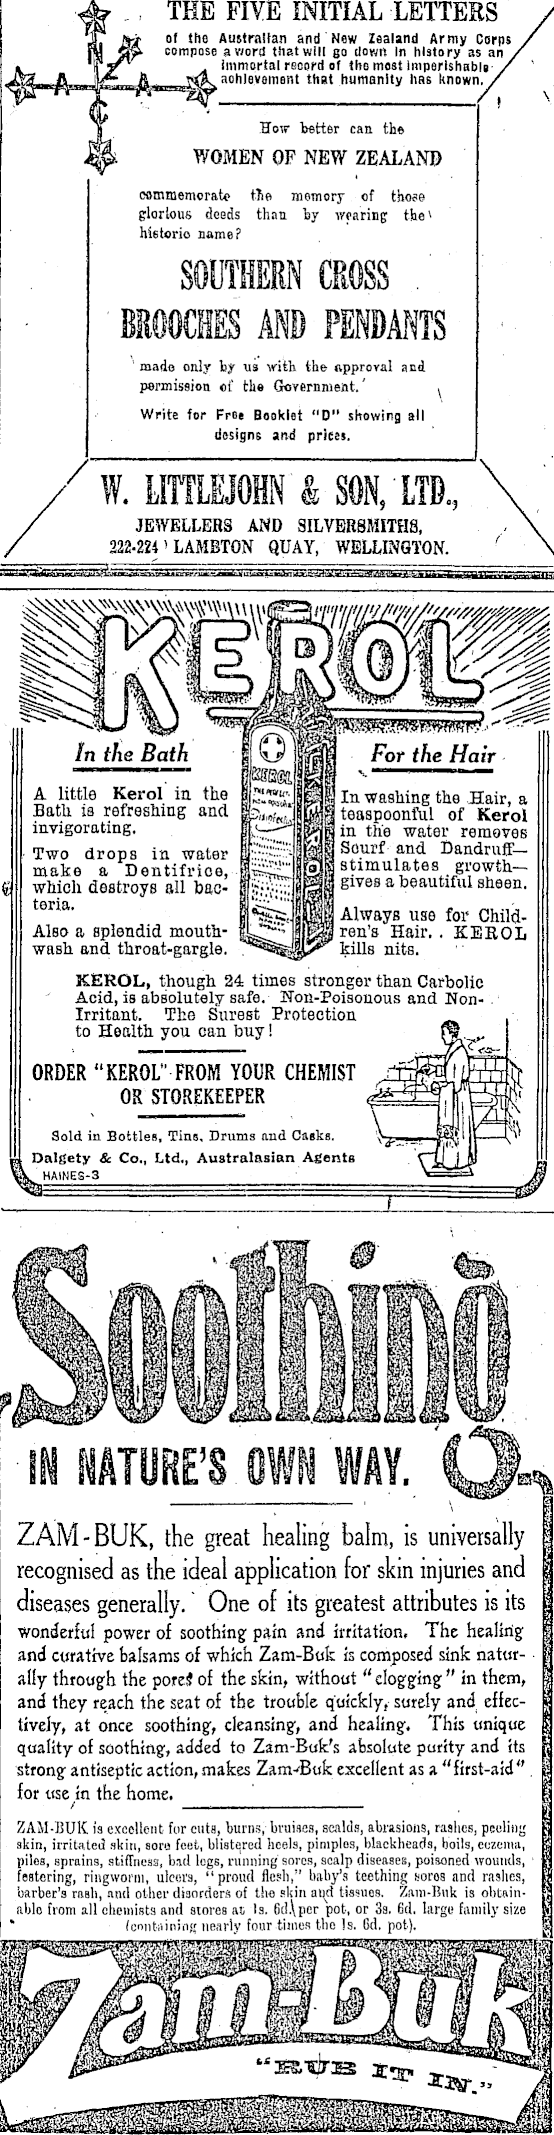 THE FIVE INITIAL LETTERS
of the Australian and New Zealand Army Corps
compose a word that will go down in history as an
immortal record of the most imperishable
achievement that humanity has known.
A N Z A C
How better can the
WOMEN OF NEW ZEALAND
commemorate the memory of those
glorious deeds than by wearing the
historic name?
SOUTHERN CROSS
BROOCHES AND PENDANTS
made only by us with the approval and
permission of the Government.
Write for Free Booklet "D" showing all
designs and prices.
W. LITTLEJOHN & SON, LTD.,
JEWELLERS AND SILVERSMITHS,
222-224 LAMBTON QUAY, WELLINGTON.
KEROL
In the Bath
A little Kerol in the
Bath is refreshing and
invigorating.
Two drops in water
make a Dentifrice,
which destroys all bac-
teria.
Also a splendid mouth-
wash and throat-gargle.
KEROL
THE PERFECT
NON POISONOUS
Disinfectant
KEROL
For the Hair
In washing the Hair, a
teaspoonful of Kerol
in the water removes
Scurf and Dandruff—
stimulates growth—
gives a beautiful sheen.
Always use for Child-
ren's Hair. . KEROL
kills nits.
KEROL, though 24 times stronger than Carbolic
Acid, is absolutely safe. Non-Poisonous and Non-
Irritant. The Surest Protection
to Health you can buy!
ORDER "KEROL" FROM YOUR CHEMIST
OR STOREKEEPER
Sold in Bottles, Tins, Drums and Casks.
Dalgety & Co., Ltd., Australasian Agents
HAINES-3
Soothing
IN NATURE'S OWN WAY.
ZAM-BUK, the great healing balm, is universally
recognised as the ideal application for skin injuries and
diseases generally. One of its greatest attributes is its
wonderful power of soothing pain and irritation. The healing
and curative balsams of which Zam-Buk is composed sink natur-
ally through the pores of the skin, without "clogging" in them,
and they reach the seat of the trouble quickly, surely and effec-
tively, at once soothing, cleansing, and healing. This unique
quality of soothing, added to Zam-Buk's absolute purity and its
strong antiseptic action, makes Zam-Buk excellent as a "first-aid"
for use in the home.
ZAM-BUK is excellent for cuts, burns, bruises, scalds, abrasions, rashes, peeling
skin, irritated skin, sore feet, blistered heels, pimples, blackheads, boils, eczema,
piles, sprains, stiffness, bad legs, running sores, scalp diseases, poisoned wounds,
festering, ringworm, ulcers, "proud flesh," baby's teething sores and rashes,
barber's rash, and other disorders of the skin and tissues. Zam-Buk is obtain-
able from all chemists and stores at 1s. 6d. per pot, or 3s. 6d. large family size
(containing nearly four times the 1s. 6d. pot).
Zam-Buk
"RUB IT IN."